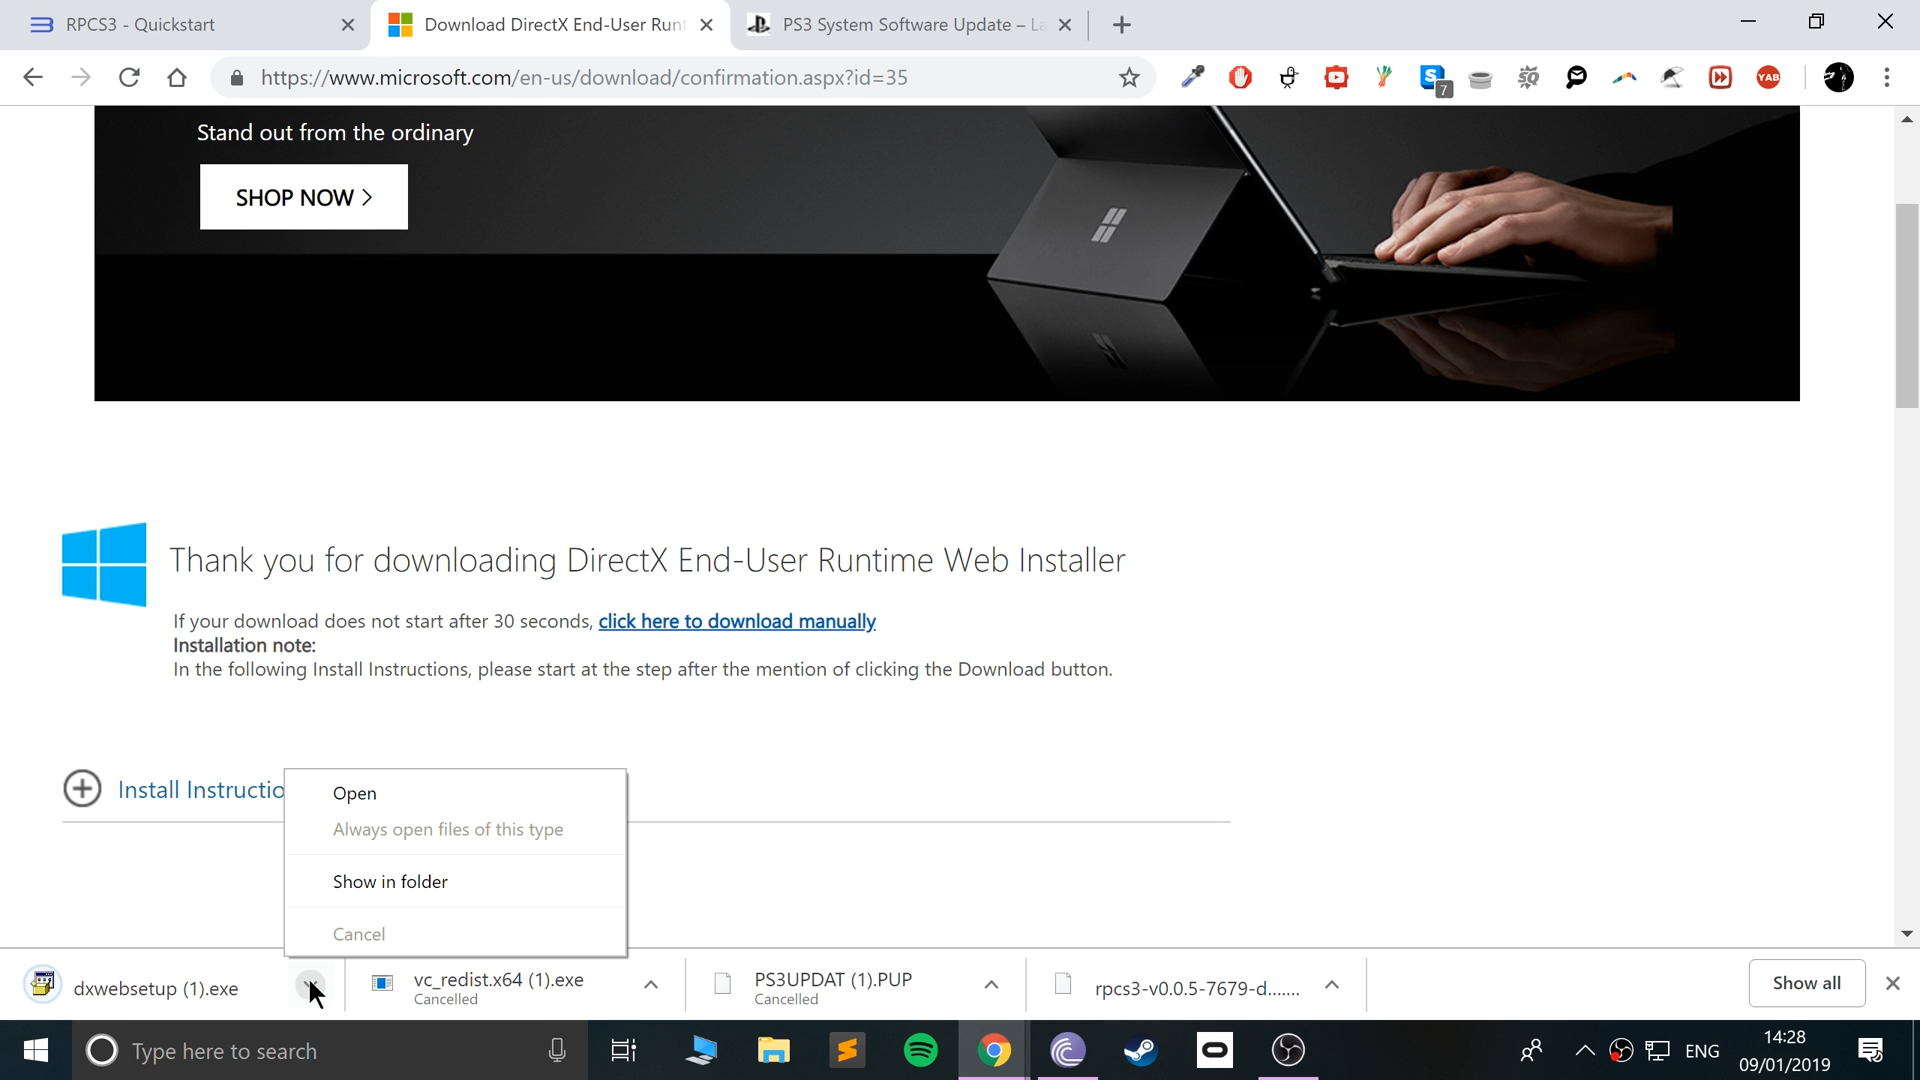 RPCS3 - Quickstart
Download DirectX End-User Runt
PS3 System Software Update – La
https://www.microsoft.com/en-us/download/confirmation.aspx?id=35
7
SQ
YAB
Stand out from the ordinary
SHOP NOW >
Thank you for downloading DirectX End-User Runtime Web Installer
If your download does not start after 30 seconds, click here to download manually
Installation note:
In the following Install Instructions, please start at the step after the mention of clicking the Download button.
Install Instructio
Open
Always open files of this type
Show in folder
Cancel
dxwebsetup (1).exe
vc_redist.x64 (1).exe
Cancelled
PS3UPDAT (1).PUP
Cancelled
rpcs3-v0.0.5-7679-d.......
Show all
Type here to search
ENG
14:28
09/01/2019